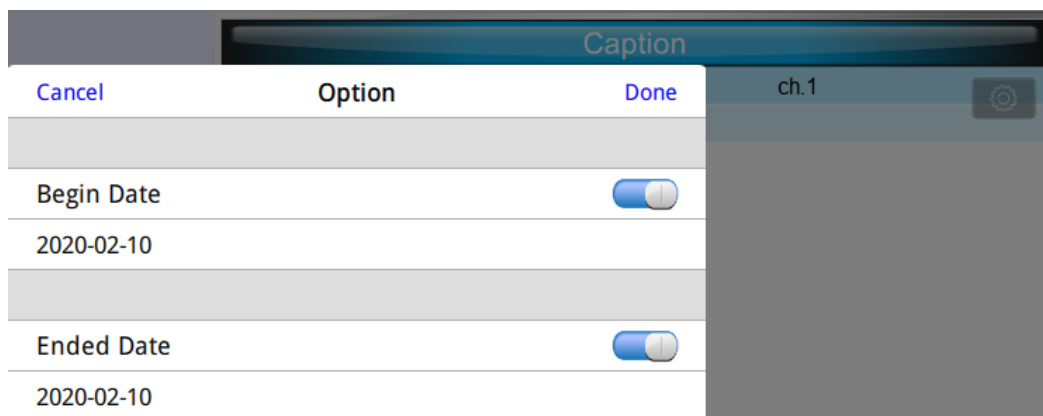 Caption
Cancel Option Done
ch.1
Begin Date
2020-02-10
Ended Date
2020-02-10